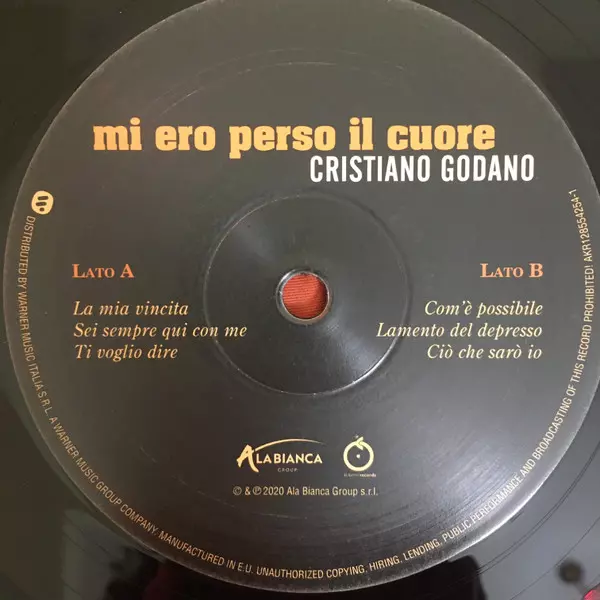 mi ero perso il cuore
CRISTIANO GODANO
LATO A
La mia vincita
Sei sempre qui con me
Ti voglio dire
LATO B
Com'è possibile
Lamento del depresso
Ciò che sarò io
ALABIANCA
GROUP
© & ℗ 2020 Ala Bianca Group s.r.l.
DISTRIBUTED BY WARNER MUSIC ITALIA S.R.L. A WARNER MUSIC GROUP COMPANY. MANUFACTURED IN E.U. UNAUTHORIZED COPYING, HIRING, LENDING, PUBLIC PERFORMANCE AND BROADCASTING OF THIS RECORD PROHIBITED! AKR128554254-1